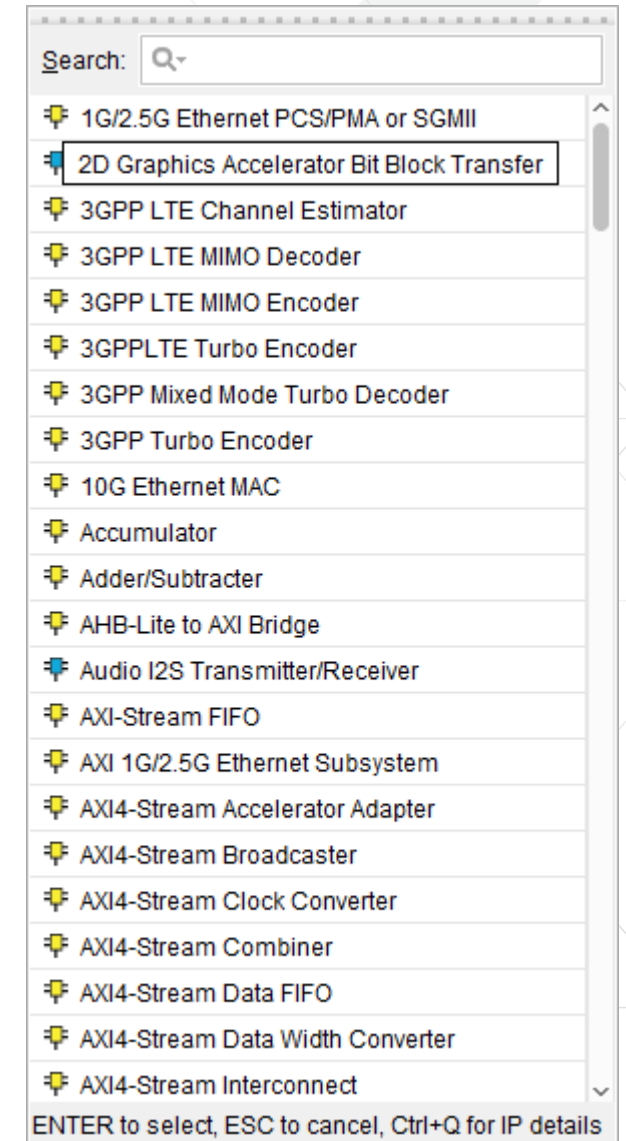 Search:
1G/2.5G Ethernet PCS/PMA or SGMII
2D Graphics Accelerator Bit Block Transfer
3GPP LTE Channel Estimator
3GPP LTE MIMO Decoder
3GPP LTE MIMO Encoder
3GPPLTE Turbo Encoder
3GPP Mixed Mode Turbo Decoder
3GPP Turbo Encoder
10G Ethernet MAC
Accumulator
Adder/Subtracter
AHB-Lite to AXI Bridge
Audio I2S Transmitter/Receiver
AXI-Stream FIFO
AXI 1G/2.5G Ethernet Subsystem
AXI4-Stream Accelerator Adapter
AXI4-Stream Broadcaster
AXI4-Stream Clock Converter
AXI4-Stream Combiner
AXI4-Stream Data FIFO
AXI4-Stream Data Width Converter
AXI4-Stream Interconnect
ENTER to select, ESC to cancel, Ctrl+Q for IP details